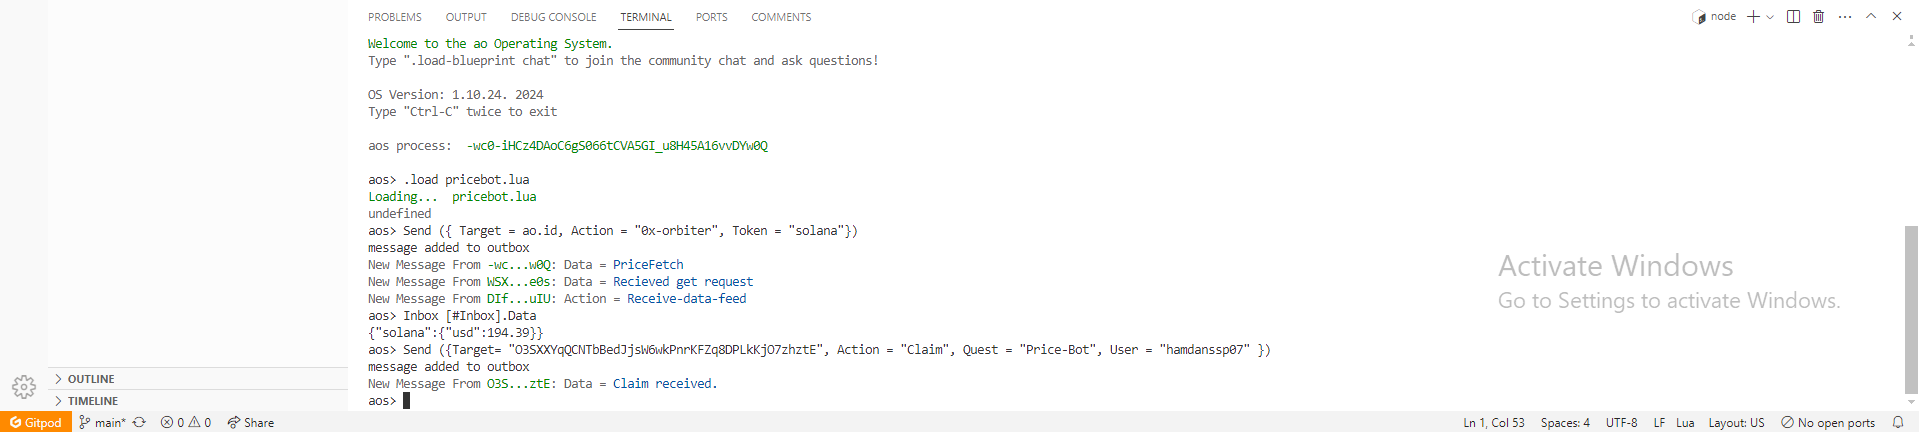 PROBLEMS OUTPUT DEBUG CONSOLE TERMINAL PORTS COMMENTS node
Welcome to the ao Operating System.
Type ".load-blueprint chat" to join the community chat and ask questions!
OS Version: 1.10.24. 2024
Type "Ctrl-C" twice to exit
aos process:  -wc0-iHCz4DAoC6gS066tCVA5GI_u8H45A16vvDYw0Q
aos> .load pricebot.lua
Loading...  pricebot.lua
undefined
aos> Send ({ Target = ao.id, Action = "0x-orbiter", Token = "solana"})
message added to outbox
New Message From -wc...w0Q: Data = PriceFetch
New Message From WSX...e0s: Data = Recieved get request
New Message From DIf...uIU: Action = Receive-data-feed
aos> Inbox [#Inbox].Data
{"solana":{"usd":194.39}}
aos> Send ({Target= "O3SXXYqQCNTbBedJjsW6wkPnrKFZq8DPLkKjO7zhztE", Action = "Claim", Quest = "Price-Bot", User = "hamdanssp07" })
message added to outbox
New Message From O3S...ztE: Data = Claim received.
aos>
Activate Windows
Go to Settings to activate Windows.
OUTLINE
TIMELINE
Gitpod main* 0 0 Share Ln 1, Col 53 Spaces: 4 UTF-8 LF Lua Layout: US No open ports